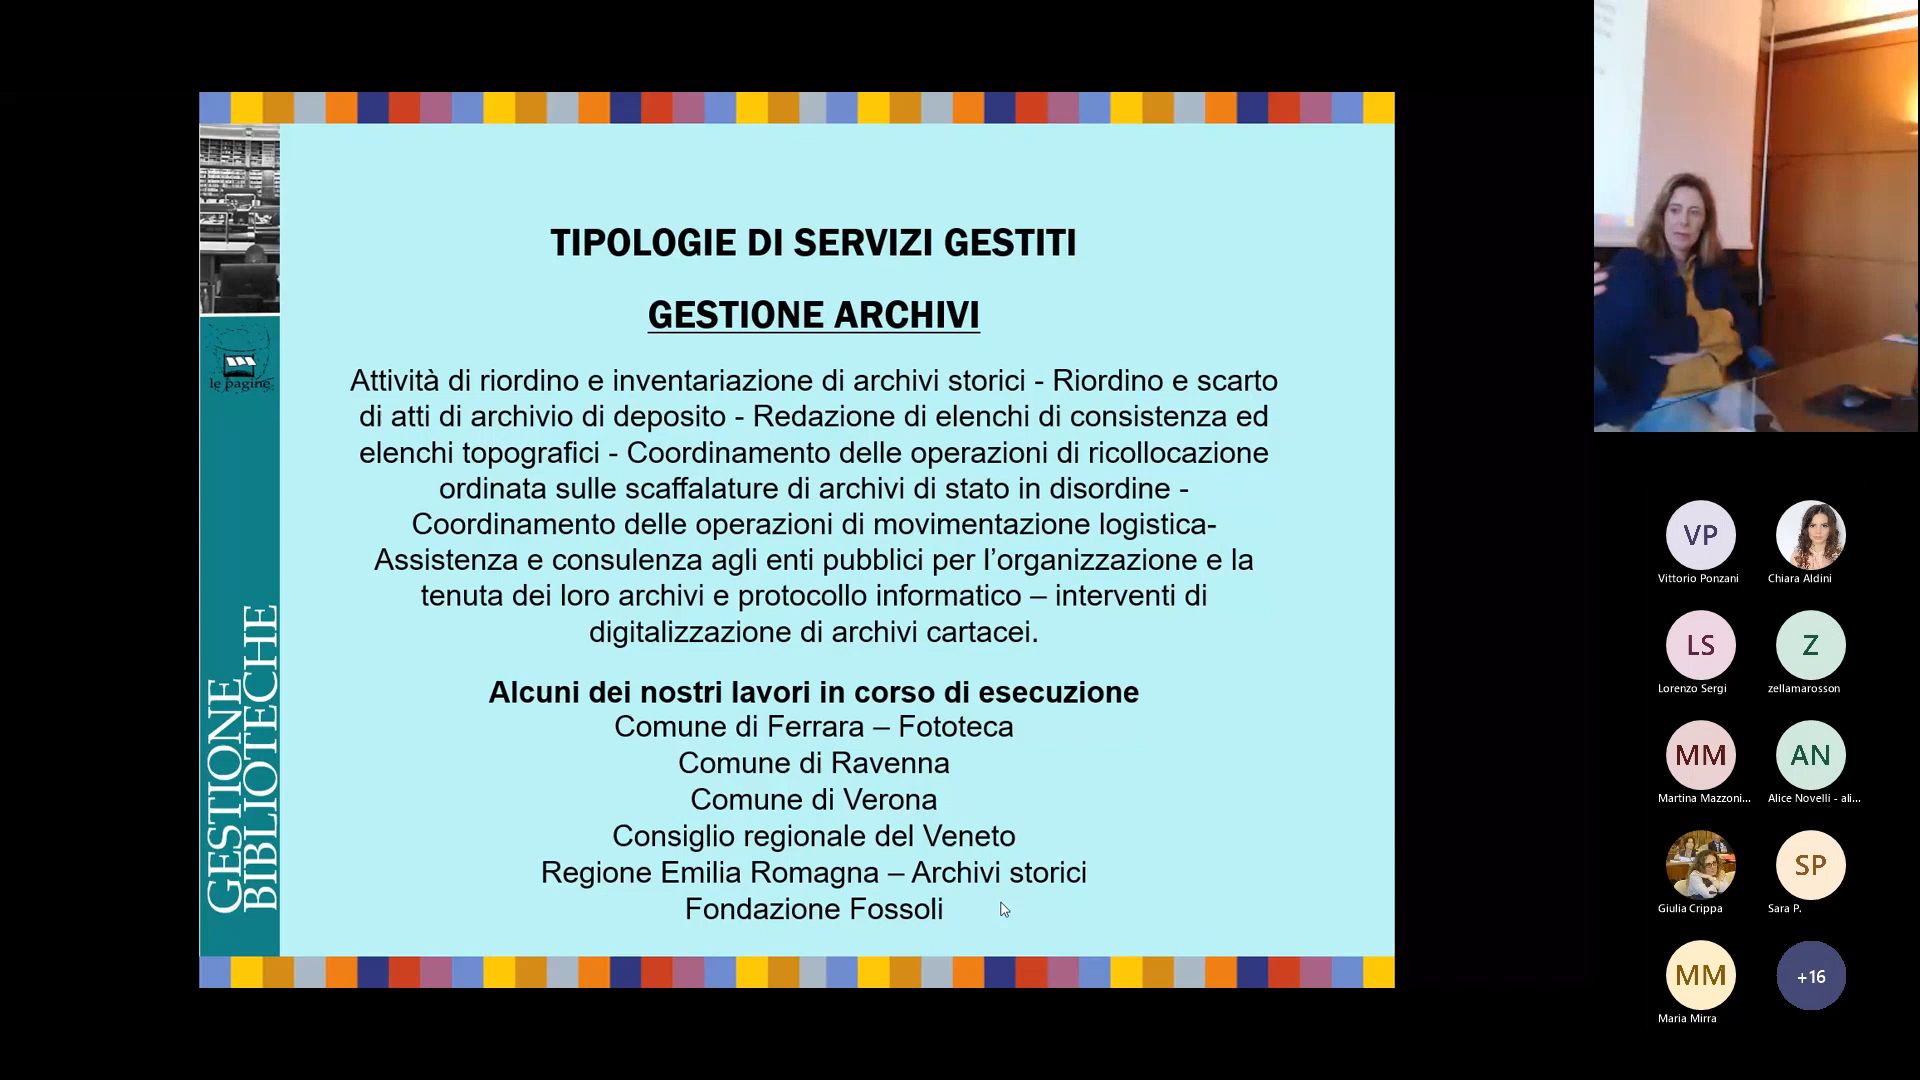 TIPOLOGIE DI SERVIZI GESTITI
GESTIONE ARCHIVI
Attività di riordino e inventariazione di archivi storici - Riordino e scarto
di atti di archivio di deposito - Redazione di elenchi di consistenza ed
elenchi topografici - Coordinamento delle operazioni di ricollocazione
ordinata sulle scaffalature di archivi di stato in disordine -
Coordinamento delle operazioni di movimentazione logistica-
Assistenza e consulenza agli enti pubblici per l’organizzazione e la
tenuta dei loro archivi e protocollo informatico – interventi di
digitalizzazione di archivi cartacei.
Alcuni dei nostri lavori in corso di esecuzione
Comune di Ferrara – Fototeca
Comune di Ravenna
Comune di Verona
Consiglio regionale del Veneto
Regione Emilia Romagna – Archivi storici
Fondazione Fossoli
le pagine
GESTIONE
BIBLIOTECHE
VP
Vittorio Ponzani
Chiara Aldini
LS
Lorenzo Sergi
Z
zellamarosson
MM
Martina Mazzoni...
AN
Alice Novelli - ali...
Giulia Crippa
SP
Sara P.
MM
Maria Mirra
+16